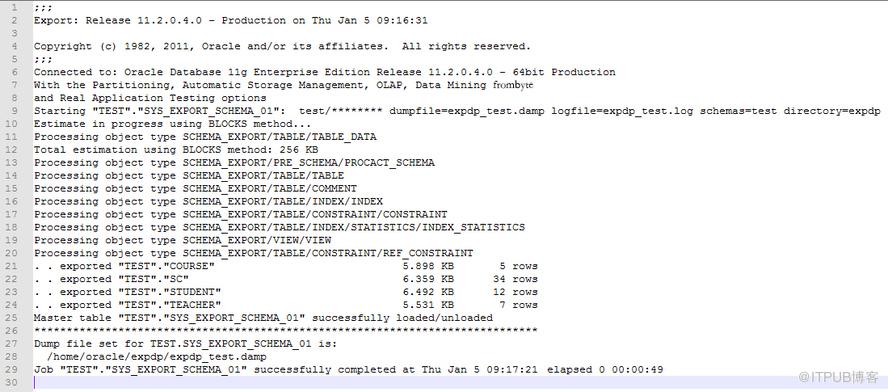 1 ;;;
2 Export: Release 11.2.0.4.0 - Production on Thu Jan 5 09:16:31
3
4 Copyright (c) 1982, 2011, Oracle and/or its affiliates.  All rights reserved.
5 ;;;
6 Connected to: Oracle Database 11g Enterprise Edition Release 11.2.0.4.0 - 64bit Production
7 With the Partitioning, Automatic Storage Management, OLAP, Data Mining frombyte
8 and Real Application Testing options
9 Starting "TEST"."SYS_EXPORT_SCHEMA_01":  test/******** dumpfile=expdp_test.damp logfile=expdp_test.log schemas=test directory=expdp
10 Estimate in progress using BLOCKS method...
11 Processing object type SCHEMA_EXPORT/TABLE/TABLE_DATA
12 Total estimation using BLOCKS method: 256 KB
13 Processing object type SCHEMA_EXPORT/PRE_SCHEMA/PROCACT_SCHEMA
14 Processing object type SCHEMA_EXPORT/TABLE/TABLE
15 Processing object type SCHEMA_EXPORT/TABLE/COMMENT
16 Processing object type SCHEMA_EXPORT/TABLE/INDEX/INDEX
17 Processing object type SCHEMA_EXPORT/TABLE/CONSTRAINT/CONSTRAINT
18 Processing object type SCHEMA_EXPORT/TABLE/INDEX/STATISTICS/INDEX_STATISTICS
19 Processing object type SCHEMA_EXPORT/VIEW/VIEW
20 Processing object type SCHEMA_EXPORT/TABLE/CONSTRAINT/REF_CONSTRAINT
21 . . exported "TEST"."COURSE" 5.898 KB 5 rows
22 . . exported "TEST"."SC" 6.359 KB 34 rows
23 . . exported "TEST"."STUDENT" 6.492 KB 12 rows
24 . . exported "TEST"."TEACHER" 5.531 KB 7 rows
25 Master table "TEST"."SYS_EXPORT_SCHEMA_01" successfully loaded/unloaded
26 ******************************************************************************
27 Dump file set for TEST.SYS_EXPORT_SCHEMA_01 is:
28 /home/oracle/expdp/expdp_test.damp
29 Job "TEST"."SYS_EXPORT_SCHEMA_01" successfully completed at Thu Jan 5 09:17:21 elapsed 0 00:00:49
30
@ITPUB博客